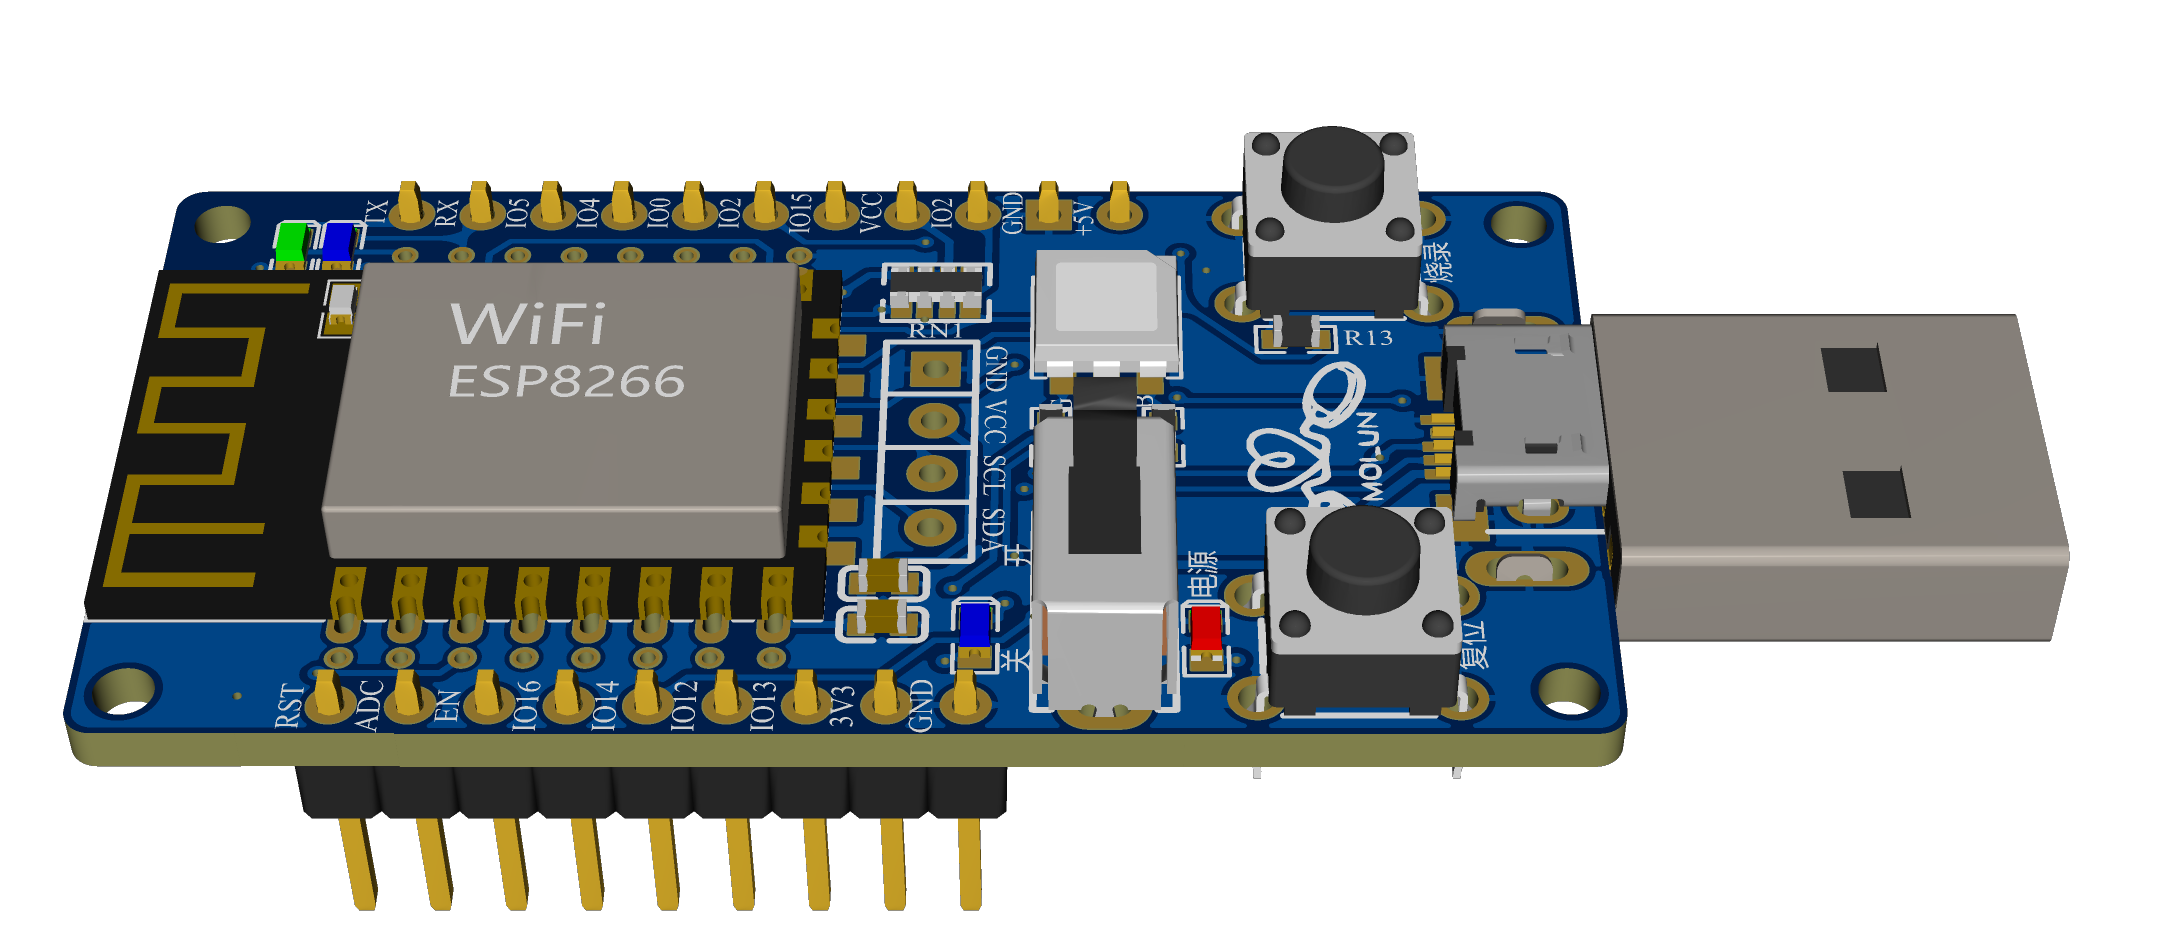 TX
RX
IO5
IO4
IO0
IO2
IO15
VCC
IO2
GND
+5V
烧录
WiFi
ESP8266
RN1
R13
GND
VCC
SCL
SDA
MOLUN
开
关
电源
复位
RST
ADC
EN
IO16
IO14
IO12
IO13
3V3
GND